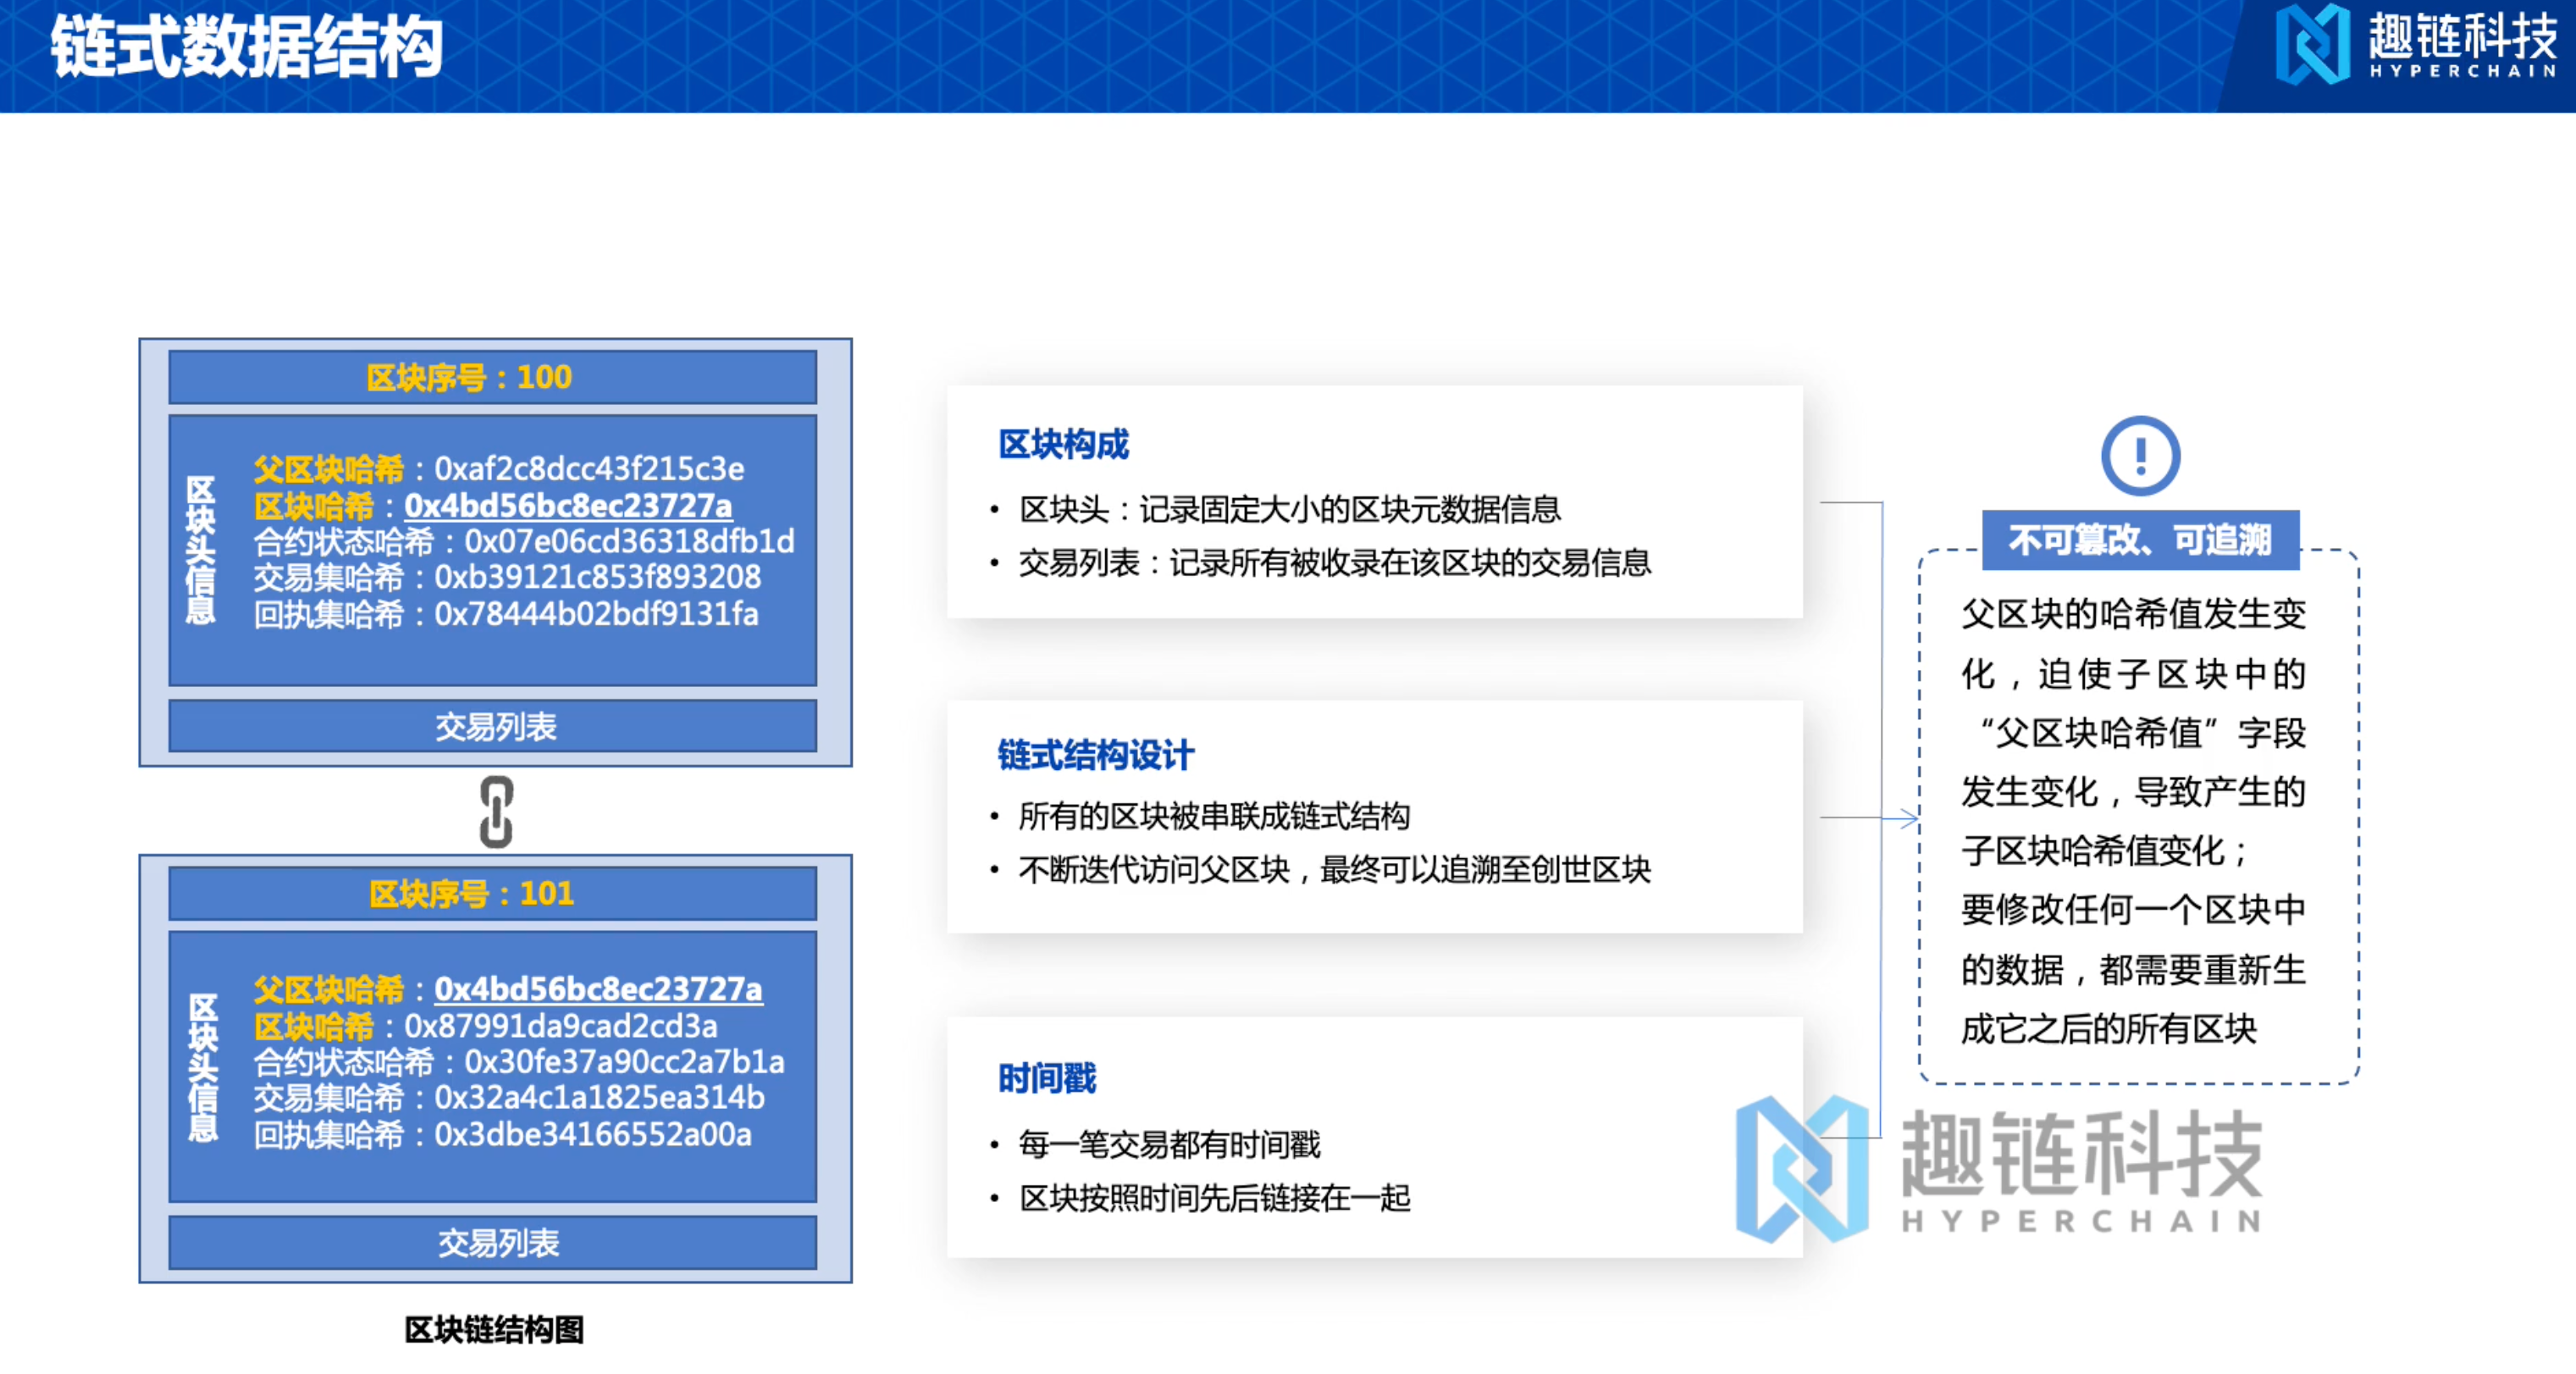 链式数据结构
趣链科技
HYPERCHAIN
区块序号：100
区块头信息
父区块哈希：0xaf2c8dcc43f215c3e
区块哈希：0x4bd56bc8ec23727a
合约状态哈希：0x07e06cd36318dfb1d
交易集哈希：0xb39121c853f893208
回执集哈希：0x78444b02bdf9131fa
交易列表
区块序号：101
区块头信息
父区块哈希：0x4bd56bc8ec23727a
区块哈希：0x87991da9cad2cd3a
合约状态哈希：0x30fe37a90cc2a7b1a
交易集哈希：0x32a4c1a1825ea314b
回执集哈希：0x3dbe34166552a00a
交易列表
区块链结构图
区块构成
• 区块头：记录固定大小的区块元数据信息
• 交易列表：记录所有被收录在该区块的交易信息
链式结构设计
• 所有的区块被串联成链式结构
• 不断迭代访问父区块，最终可以追溯至创世区块
时间戳
• 每一笔交易都有时间戳
• 区块按照时间先后链接在一起
不可篡改、可追溯
父区块的哈希值发生变
化，迫使子区块中的
“父区块哈希值”字段
发生变化，导致产生的
子区块哈希值变化；
要修改任何一个区块中
的数据，都需要重新生
成它之后的所有区块
趣链科技
HYPERCHAIN